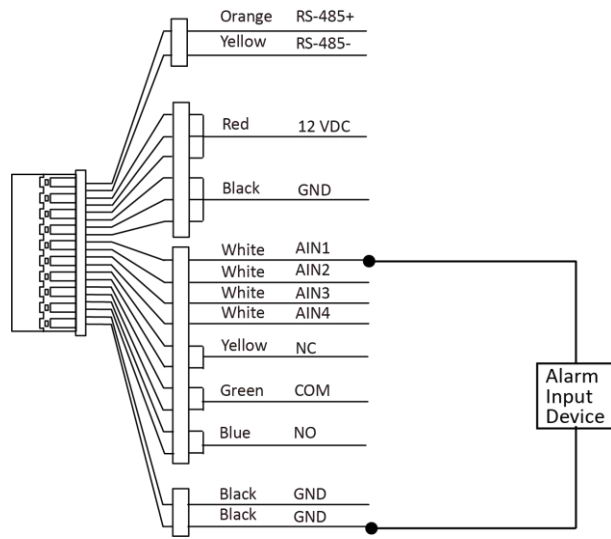 Orange RS-485+
Yellow RS-485-
Red 12 VDC
Black GND
White AIN1
White AIN2
White AIN3
White AIN4
Yellow NC
Green COM
Blue NO
Black GND
Black GND
Alarm
Input
Device